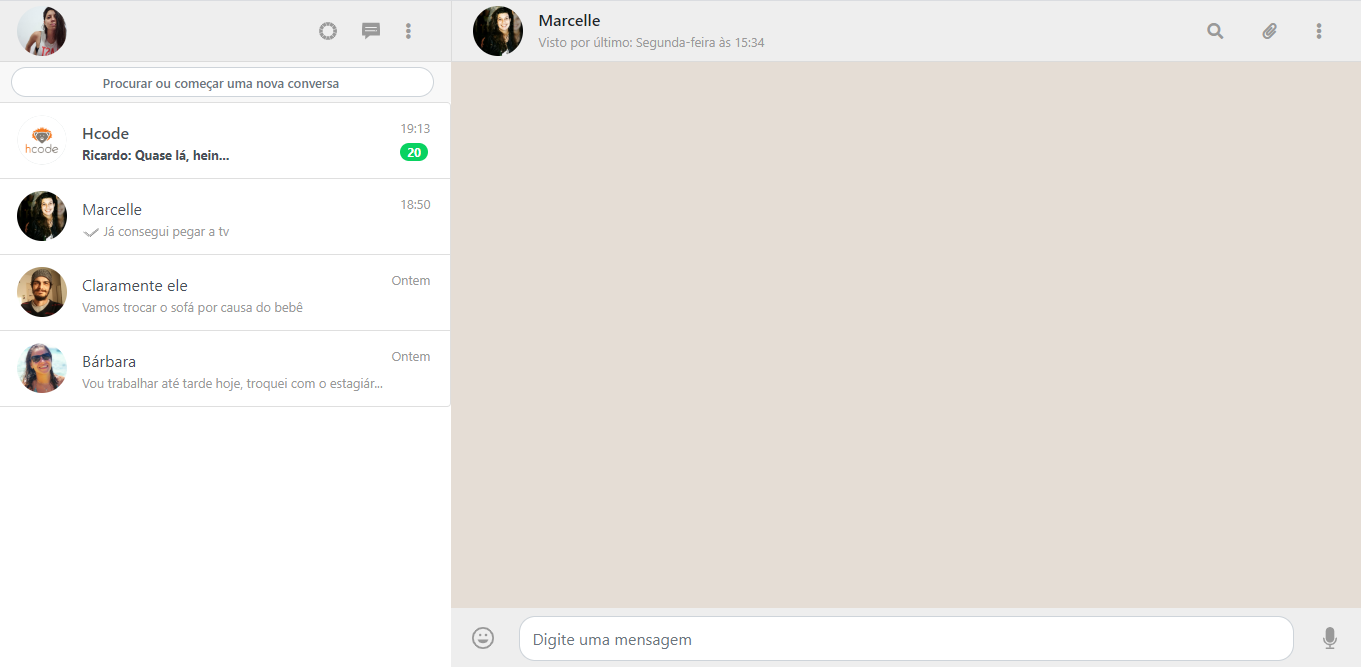 Marcelle
Visto por último: Segunda-feira às 15:34
Procurar ou começar uma nova conversa
hcode
Hcode
19:13
Ricardo: Quase lá, hein...
20
Marcelle
18:50
Já consegui pegar a tv
Claramente ele
Ontem
Vamos trocar o sofá por causa do bebê
Bárbara
Ontem
Vou trabalhar até tarde hoje, troquei com o estagiár...
Digite uma mensagem